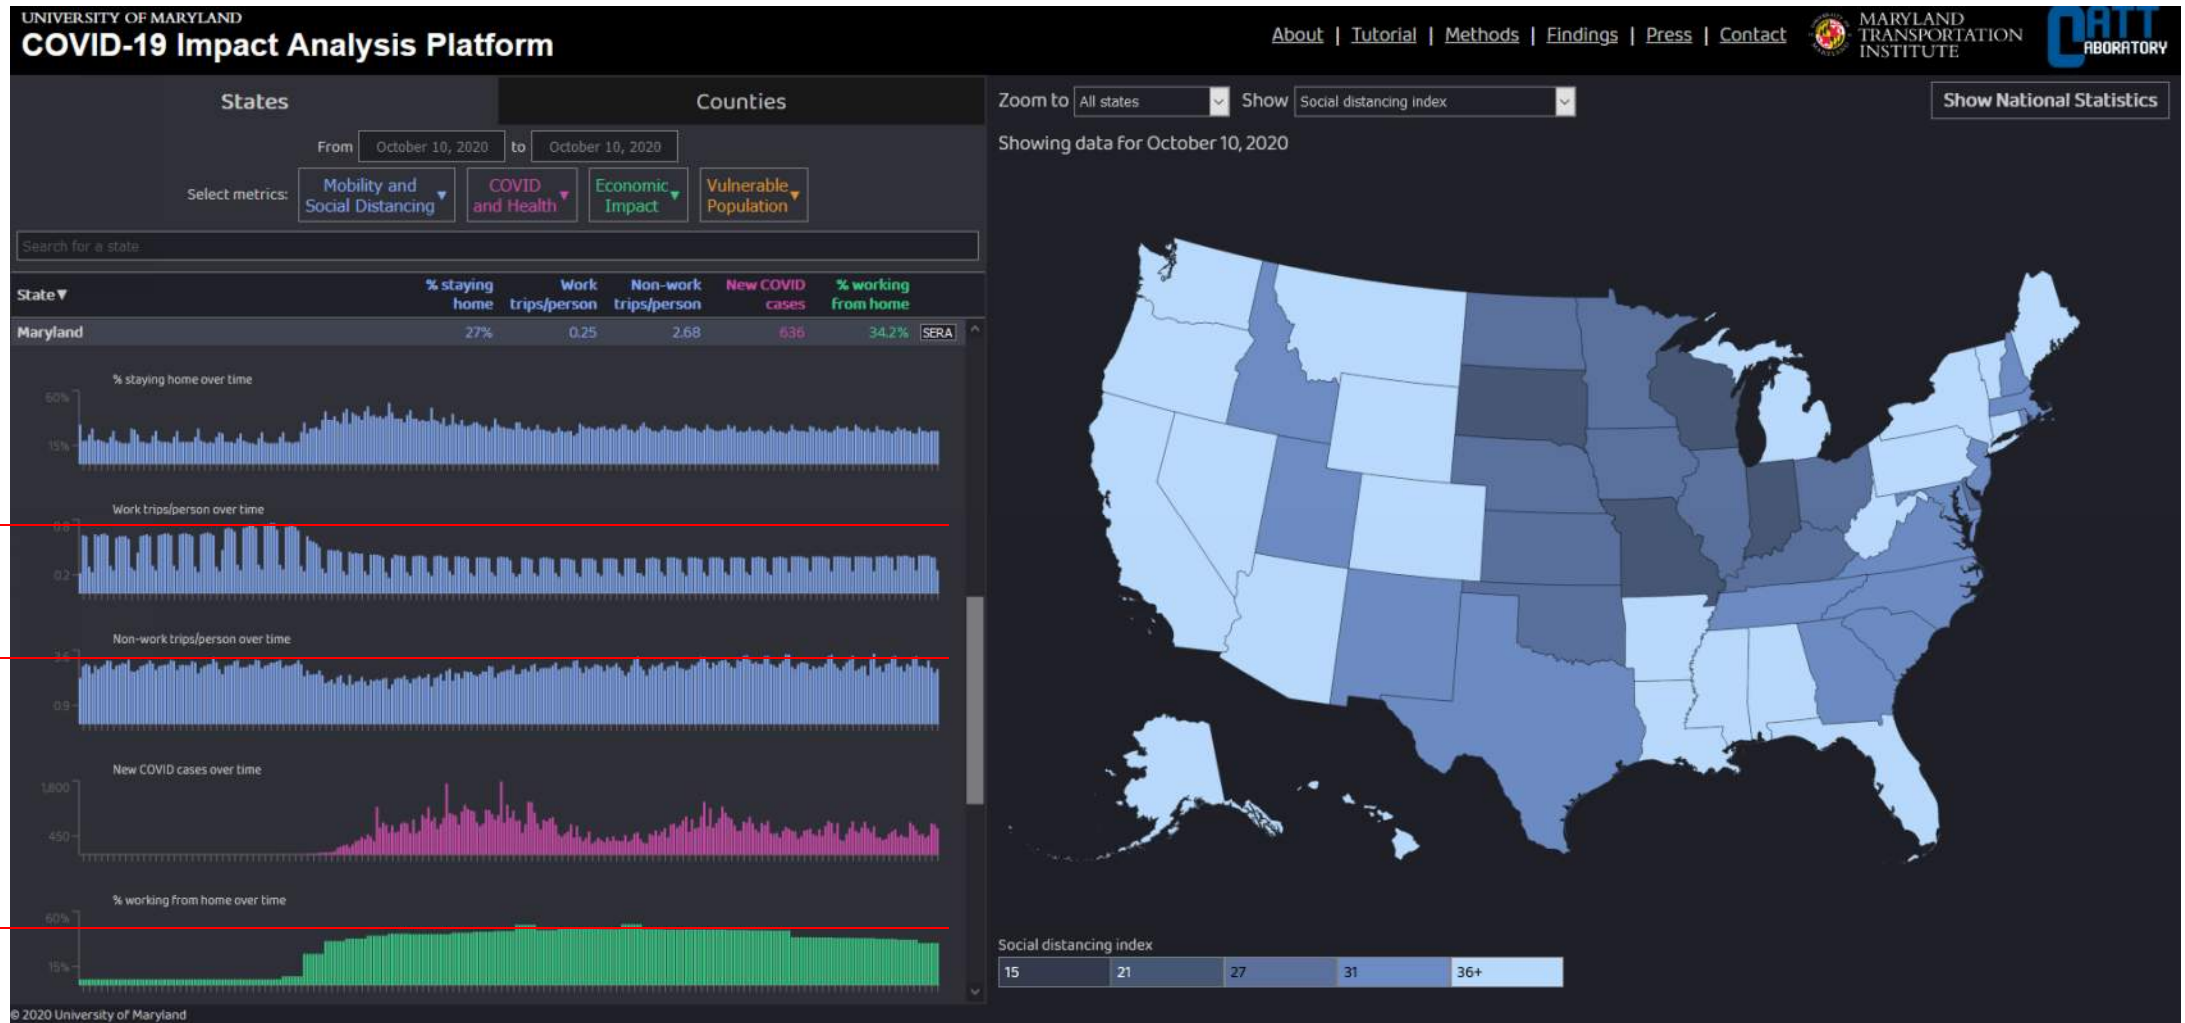 UNIVERSITY OF MARYLAND
COVID-19 Impact Analysis Platform
About | Tutorial | Methods | Findings | Press | Contact
MARYLAND
TRANSPORTATION
INSTITUTE
CATT
LABORATORY
States
Counties
From October 10, 2020 to October 10, 2020
Select metrics:
Mobility and
Social Distancing
COVID
and Health
Economic
Impact
Vulnerable
Population
Search for a state
State▼
% staying
home
Work
trips/person
Non-work
trips/person
New COVID
cases
% working
from home
Maryland 27% 0.25 2.68 636 34.2% SERA
% staying home over time
60%
15%
Work trips/person over time
0.8
0.2
Non-work trips/person over time
3.6
0.9
New COVID cases over time
1,800
450
% working from home over time
60%
15%
© 2020 University of Maryland
Zoom to All states Show Social distancing index
Show National Statistics
Showing data for October 10, 2020
Social distancing index
15 21 27 31 36+